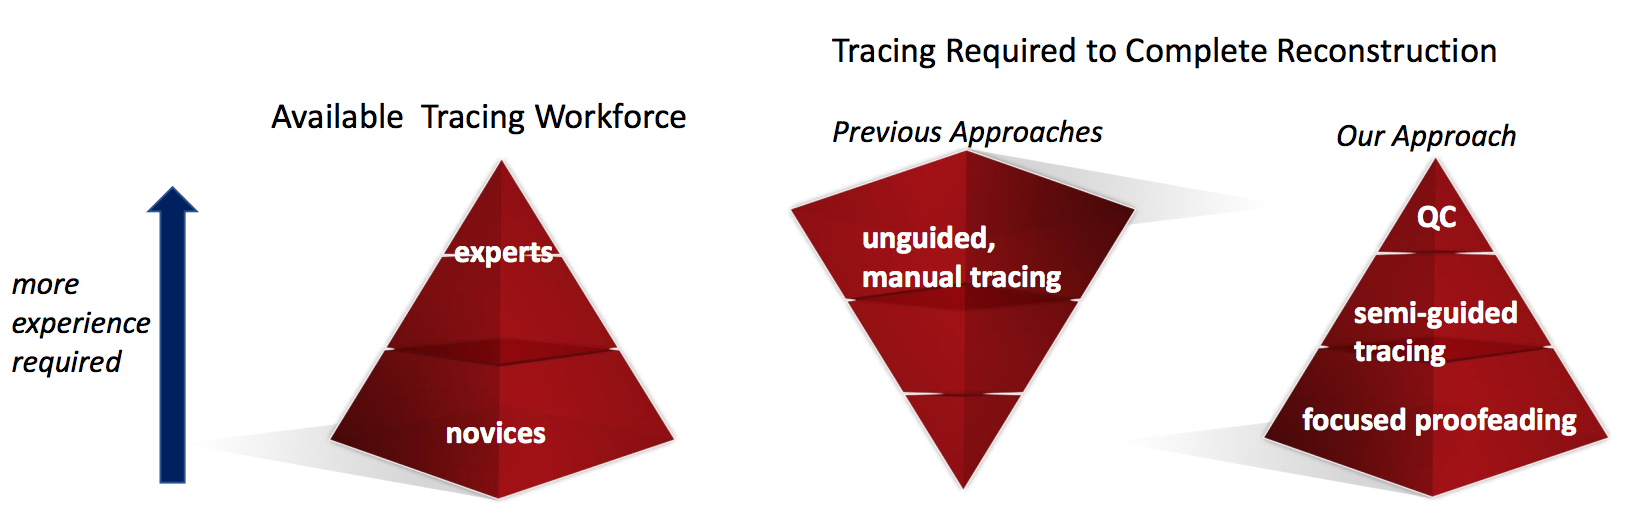 Tracing Required to Complete Reconstruction
Available  Tracing Workforce
Previous Approaches
Our Approach
more
experience
required
experts
novices
unguided,
manual tracing
QC
semi-guided
tracing
focused proofeading